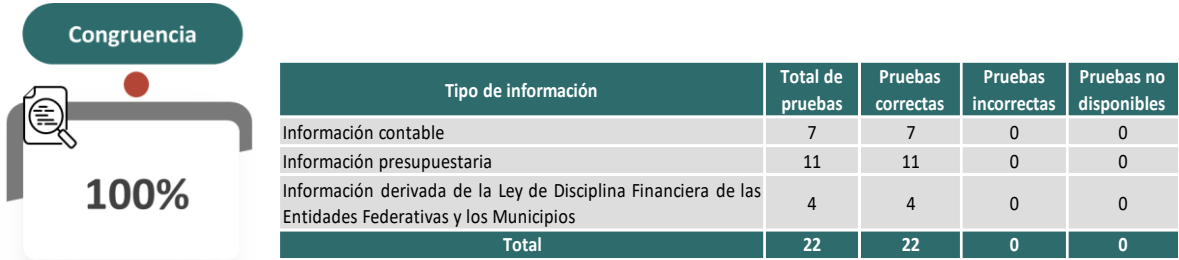 Congruencia
100%
Tipo de información Total de pruebas Pruebas correctas Pruebas incorrectas Pruebas no disponibles
Información contable 7 7 0 0
Información presupuestaria 11 11 0 0
Información derivada de la Ley de Disciplina Financiera de las
Entidades Federativas y los Municipios 4 4 0 0
Total 22 22 0 0